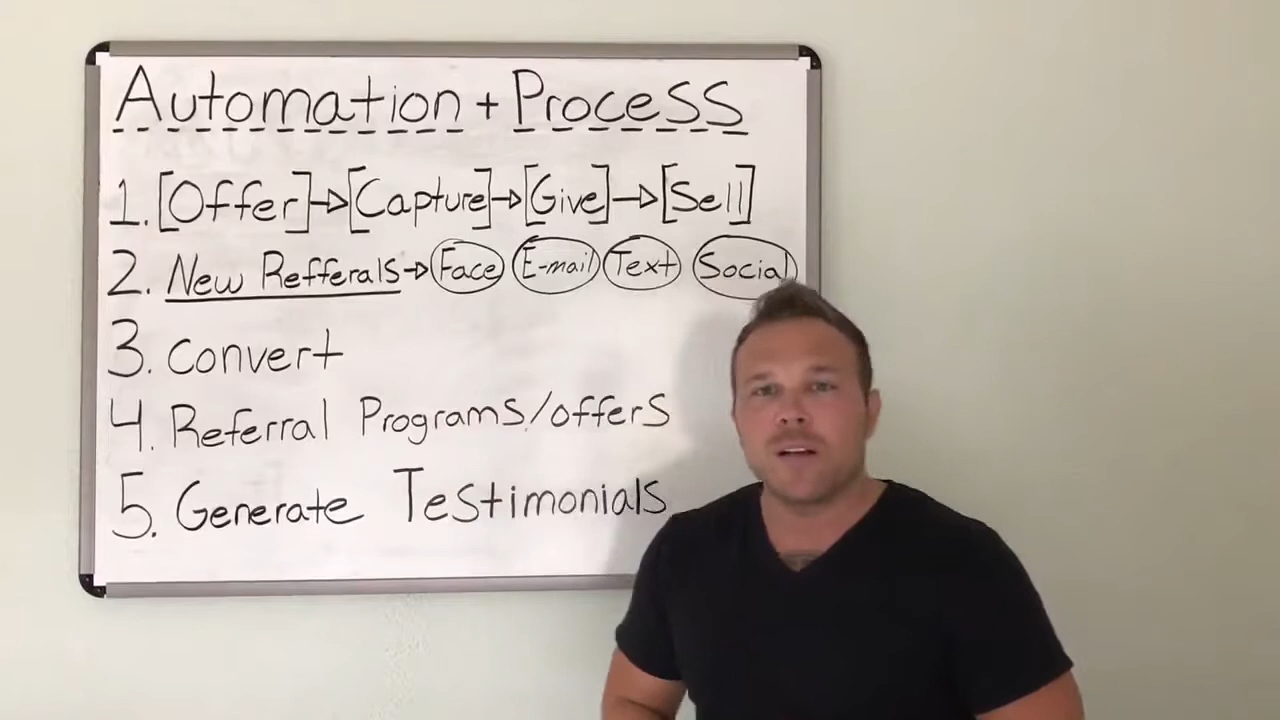 Automation + Process
1. [Offer]→[Capture]→[Give]→[Sell]
2. New Refferals→ Face E-mail Text Social
3. Convert
4. Referral Programs/offers
5. Generate Testimonials